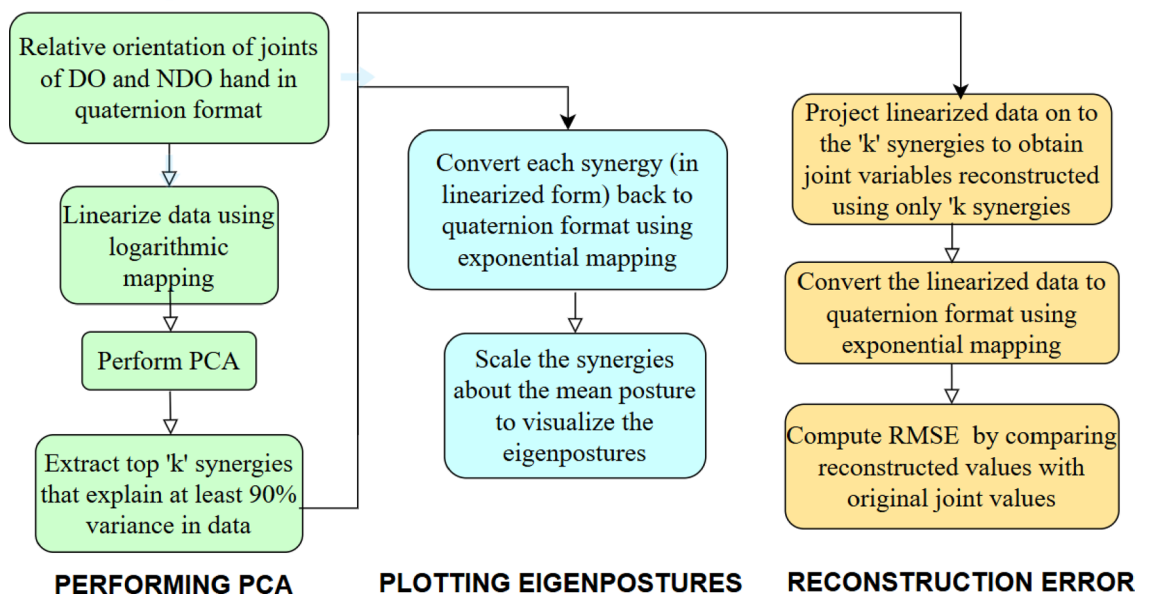 Relative orientation of joints
of DO and NDO hand in
quaternion format
Linearize data using
logarithmic
mapping
Perform PCA
Extract top 'k' synergies
that explain at least 90%
variance in data
PERFORMING PCA
Convert each synergy (in
linearized form) back to
quaternion format using
exponential mapping
Scale the synergies
about the mean posture
to visualize the
eigenpostures
PLOTTING EIGENPOSTURES
Project linearized data on to
the 'k' synergies to obtain
joint variables reconstructed
using only 'k synergies
Convert the linearized data to
quaternion format using
exponential mapping
Compute RMSE by comparing
reconstructed values with
original joint values
RECONSTRUCTION ERROR